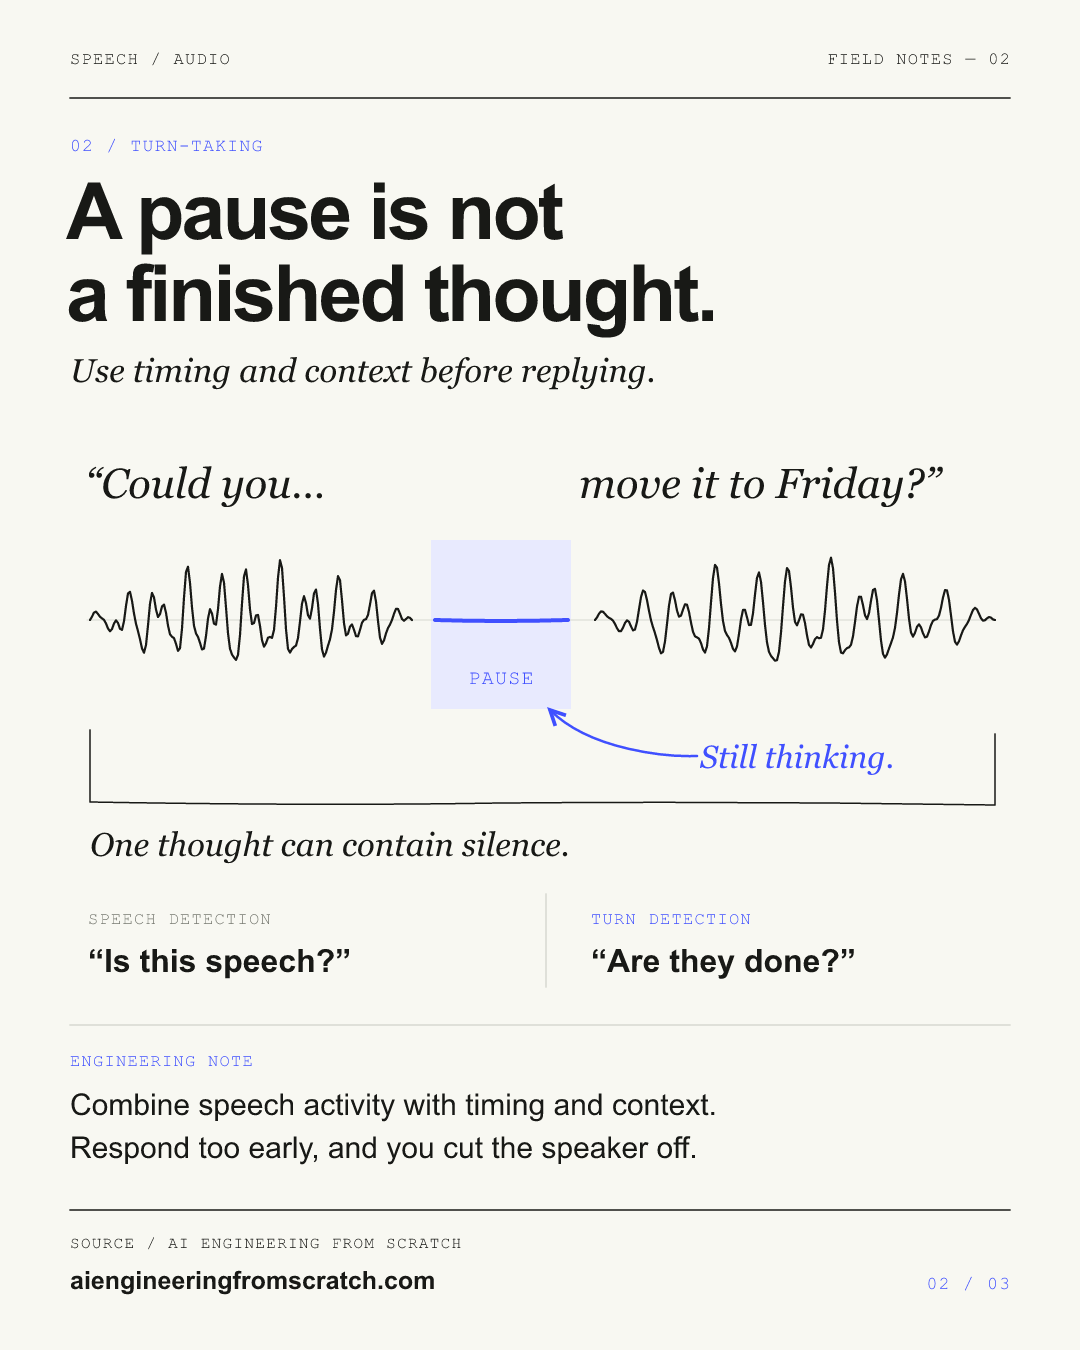 SPEECH / AUDIO
FIELD NOTES — 02
02 / TURN-TAKING
A pause is not
a finished thought.
Use timing and context before replying.
“Could you...
move it to Friday?”
PAUSE
Still thinking.
One thought can contain silence.
SPEECH DETECTION
“Is this speech?”
TURN DETECTION
“Are they done?”
ENGINEERING NOTE
Combine speech activity with timing and context.
Respond too early, and you cut the speaker off.
SOURCE / AI ENGINEERING FROM SCRATCH
aiengineeringfromscratch.com
02 / 03